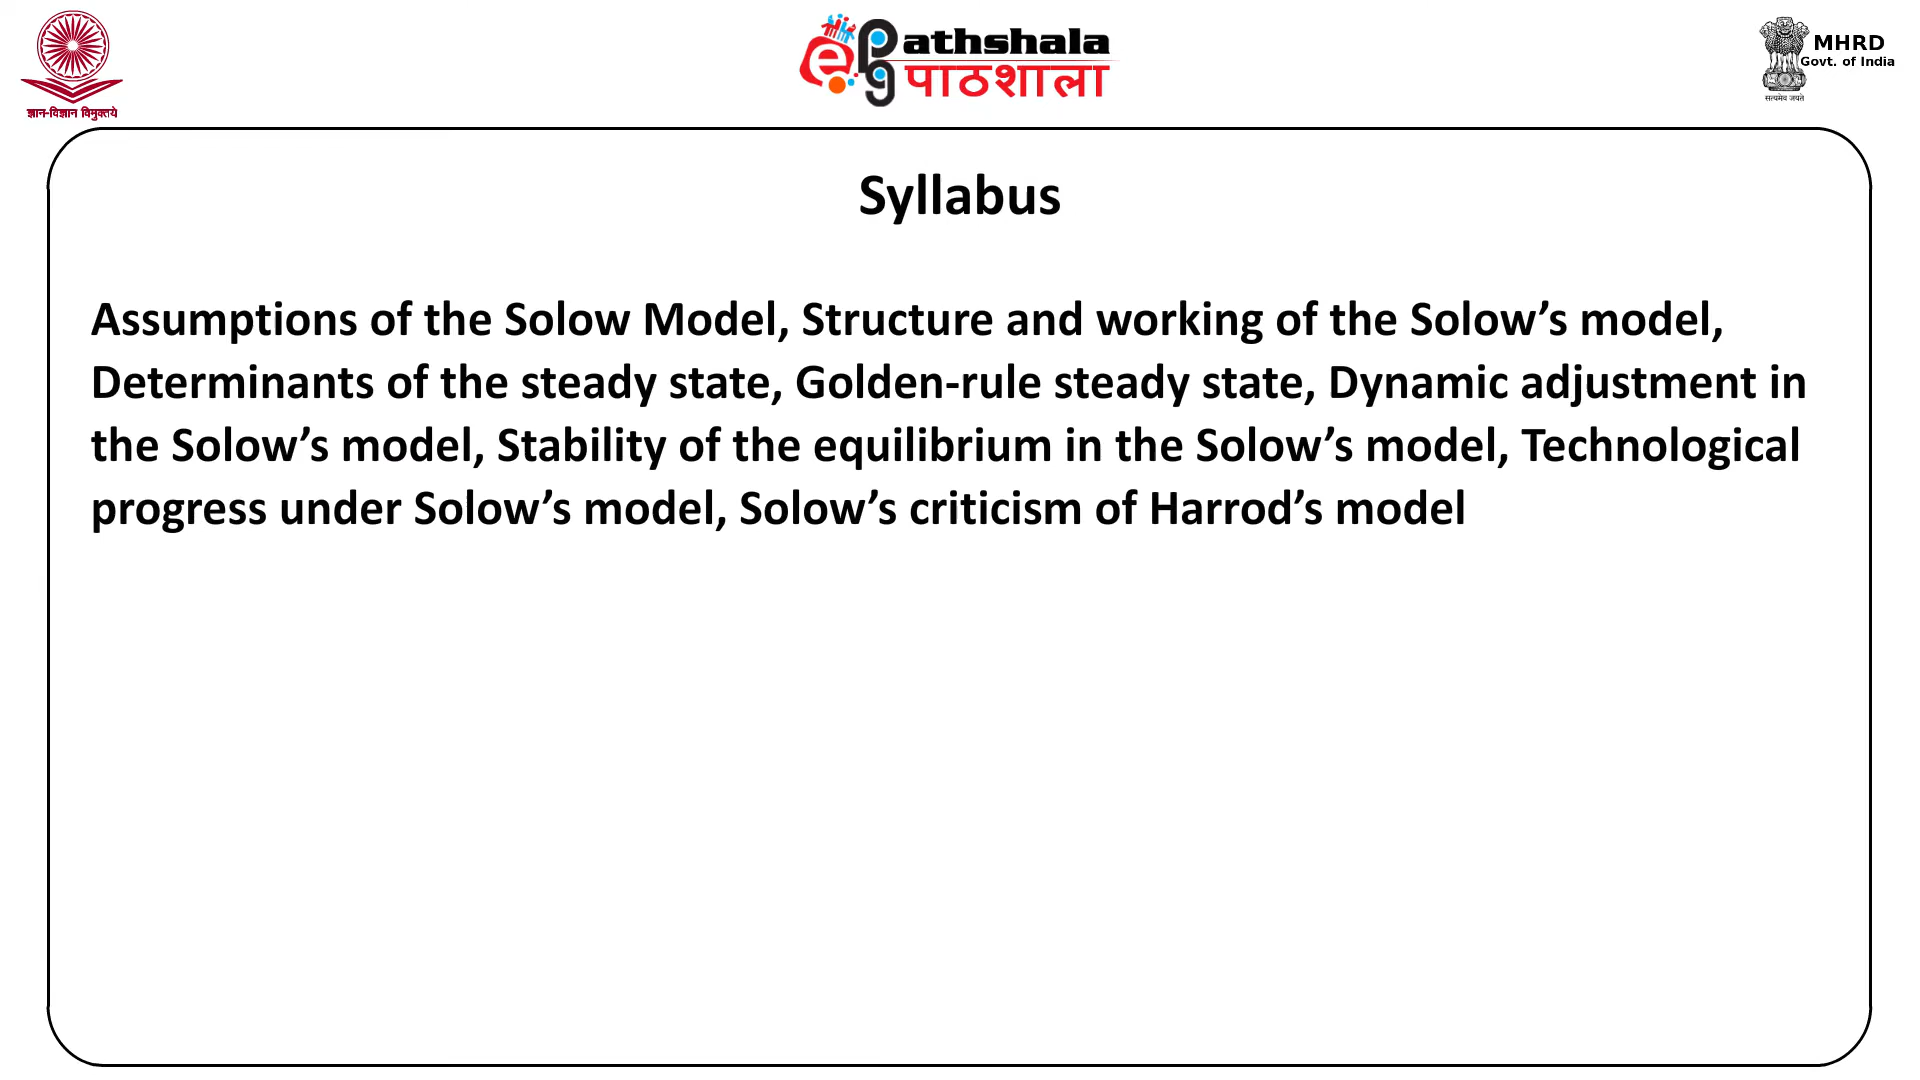 ज्ञान-विज्ञान विमुक्तये
e
pg
athshala
पाठशाला
MHRD
Govt. of India
सत्यमेव जयते
Syllabus
Assumptions of the Solow Model, Structure and working of the Solow’s model,
Determinants of the steady state, Golden-rule steady state, Dynamic adjustment in
the Solow’s model, Stability of the equilibrium in the Solow’s model, Technological
progress under Solow’s model, Solow’s criticism of Harrod’s model